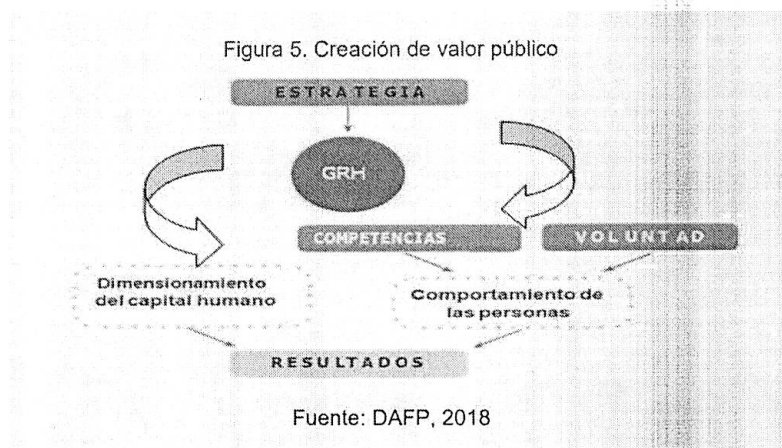 Figura 5. Creación de valor público
ESTRATEGIA
GRH
COMPETENCIAS
VOLUNTAD
Dimensionamiento
del capital humano
Comportamiento de
las personas
RESULTADOS
Fuente: DAFP, 2018